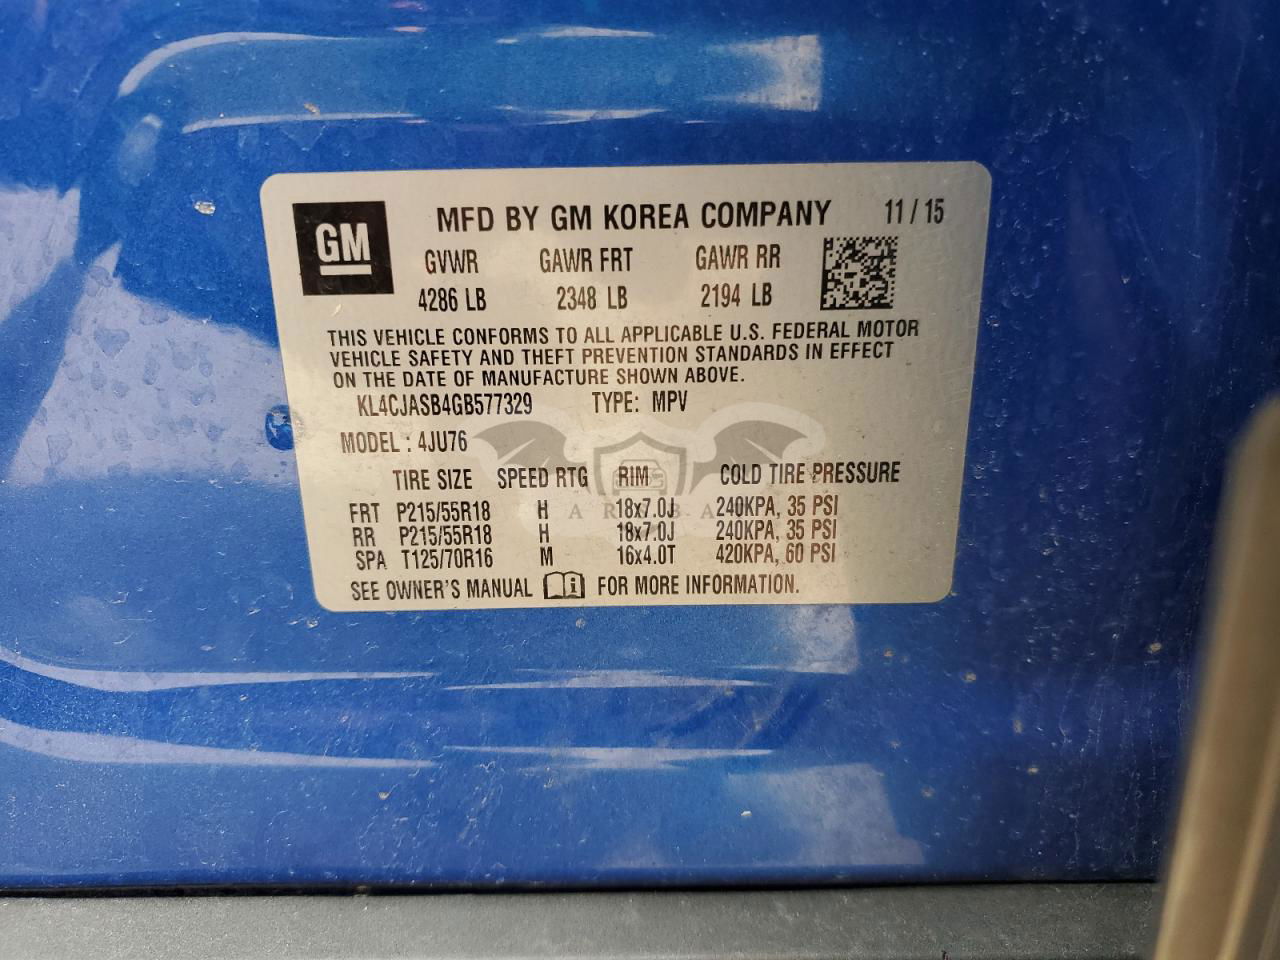 GM
MFD BY GM KOREA COMPANY 11 / 15
GVWR GAWR FRT GAWR RR
4286 LB 2348 LB 2194 LB
THIS VEHICLE CONFORMS TO ALL APPLICABLE U.S. FEDERAL MOTOR
VEHICLE SAFETY AND THEFT PREVENTION STANDARDS IN EFFECT
ON THE DATE OF MANUFACTURE SHOWN ABOVE.
KL4CJASB4GB577329 TYPE: MPV
MODEL : 4JU76
TIRE SIZE SPEED RTG RIM COLD TIRE PRESSURE
FRT P215/55R18 H 18x7.0J 240KPA, 35 PSI
RR P215/55R18 H 18x7.0J 240KPA, 35 PSI
SPA T125/70R16 M 16x4.0T 420KPA, 60 PSI
SEE OWNER'S MANUAL FOR MORE INFORMATION.